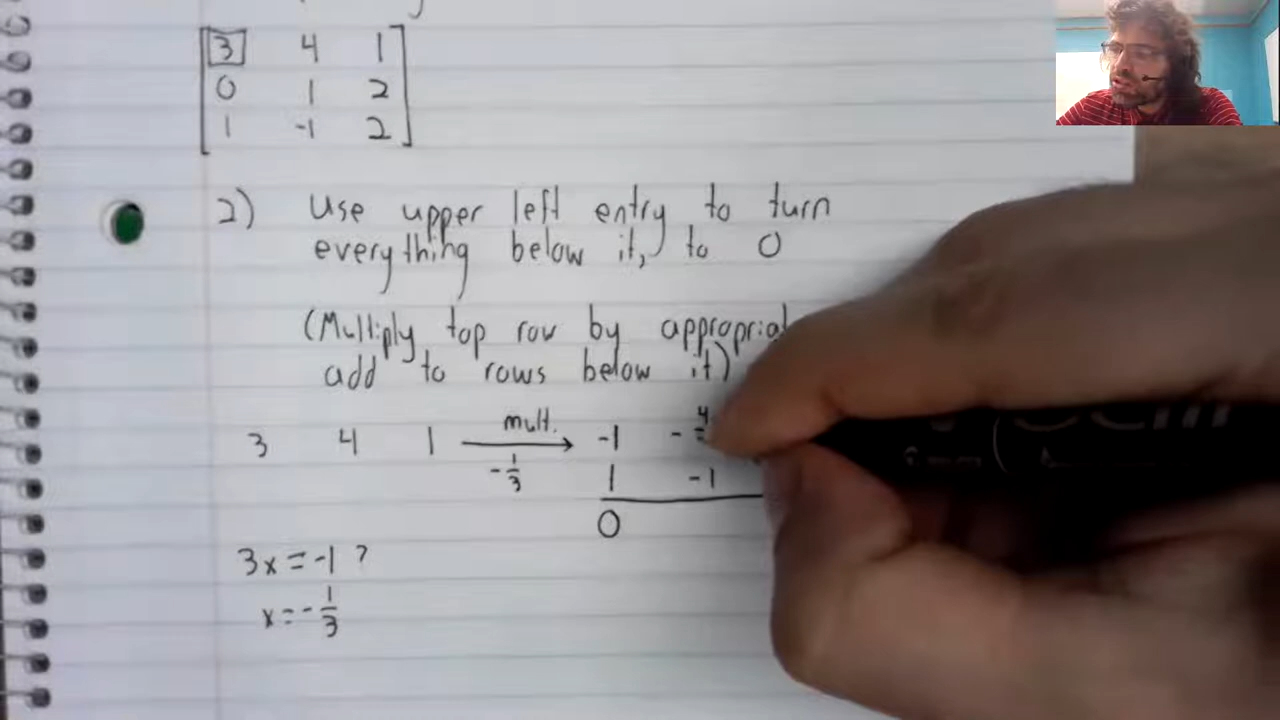 3 4 1
0 1 2
1 -1 2
2) Use upper left entry to turn
everything below it, to 0
(Multiply top row by
add to rows below it)
3 4 1 mult. -1/3 -1 -4
1 -1
0
3x = -1 ?
x = -1/3